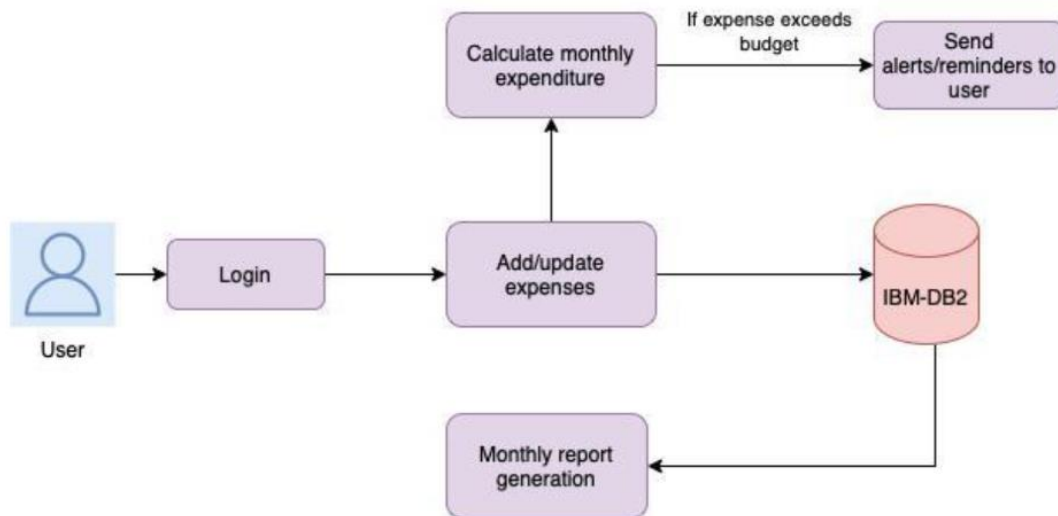 Calculate monthly
expenditure
If expense exceeds
budget
Send
alerts/reminders to
user
User
Login
Add/update
expenses
IBM-DB2
Monthly report
generation